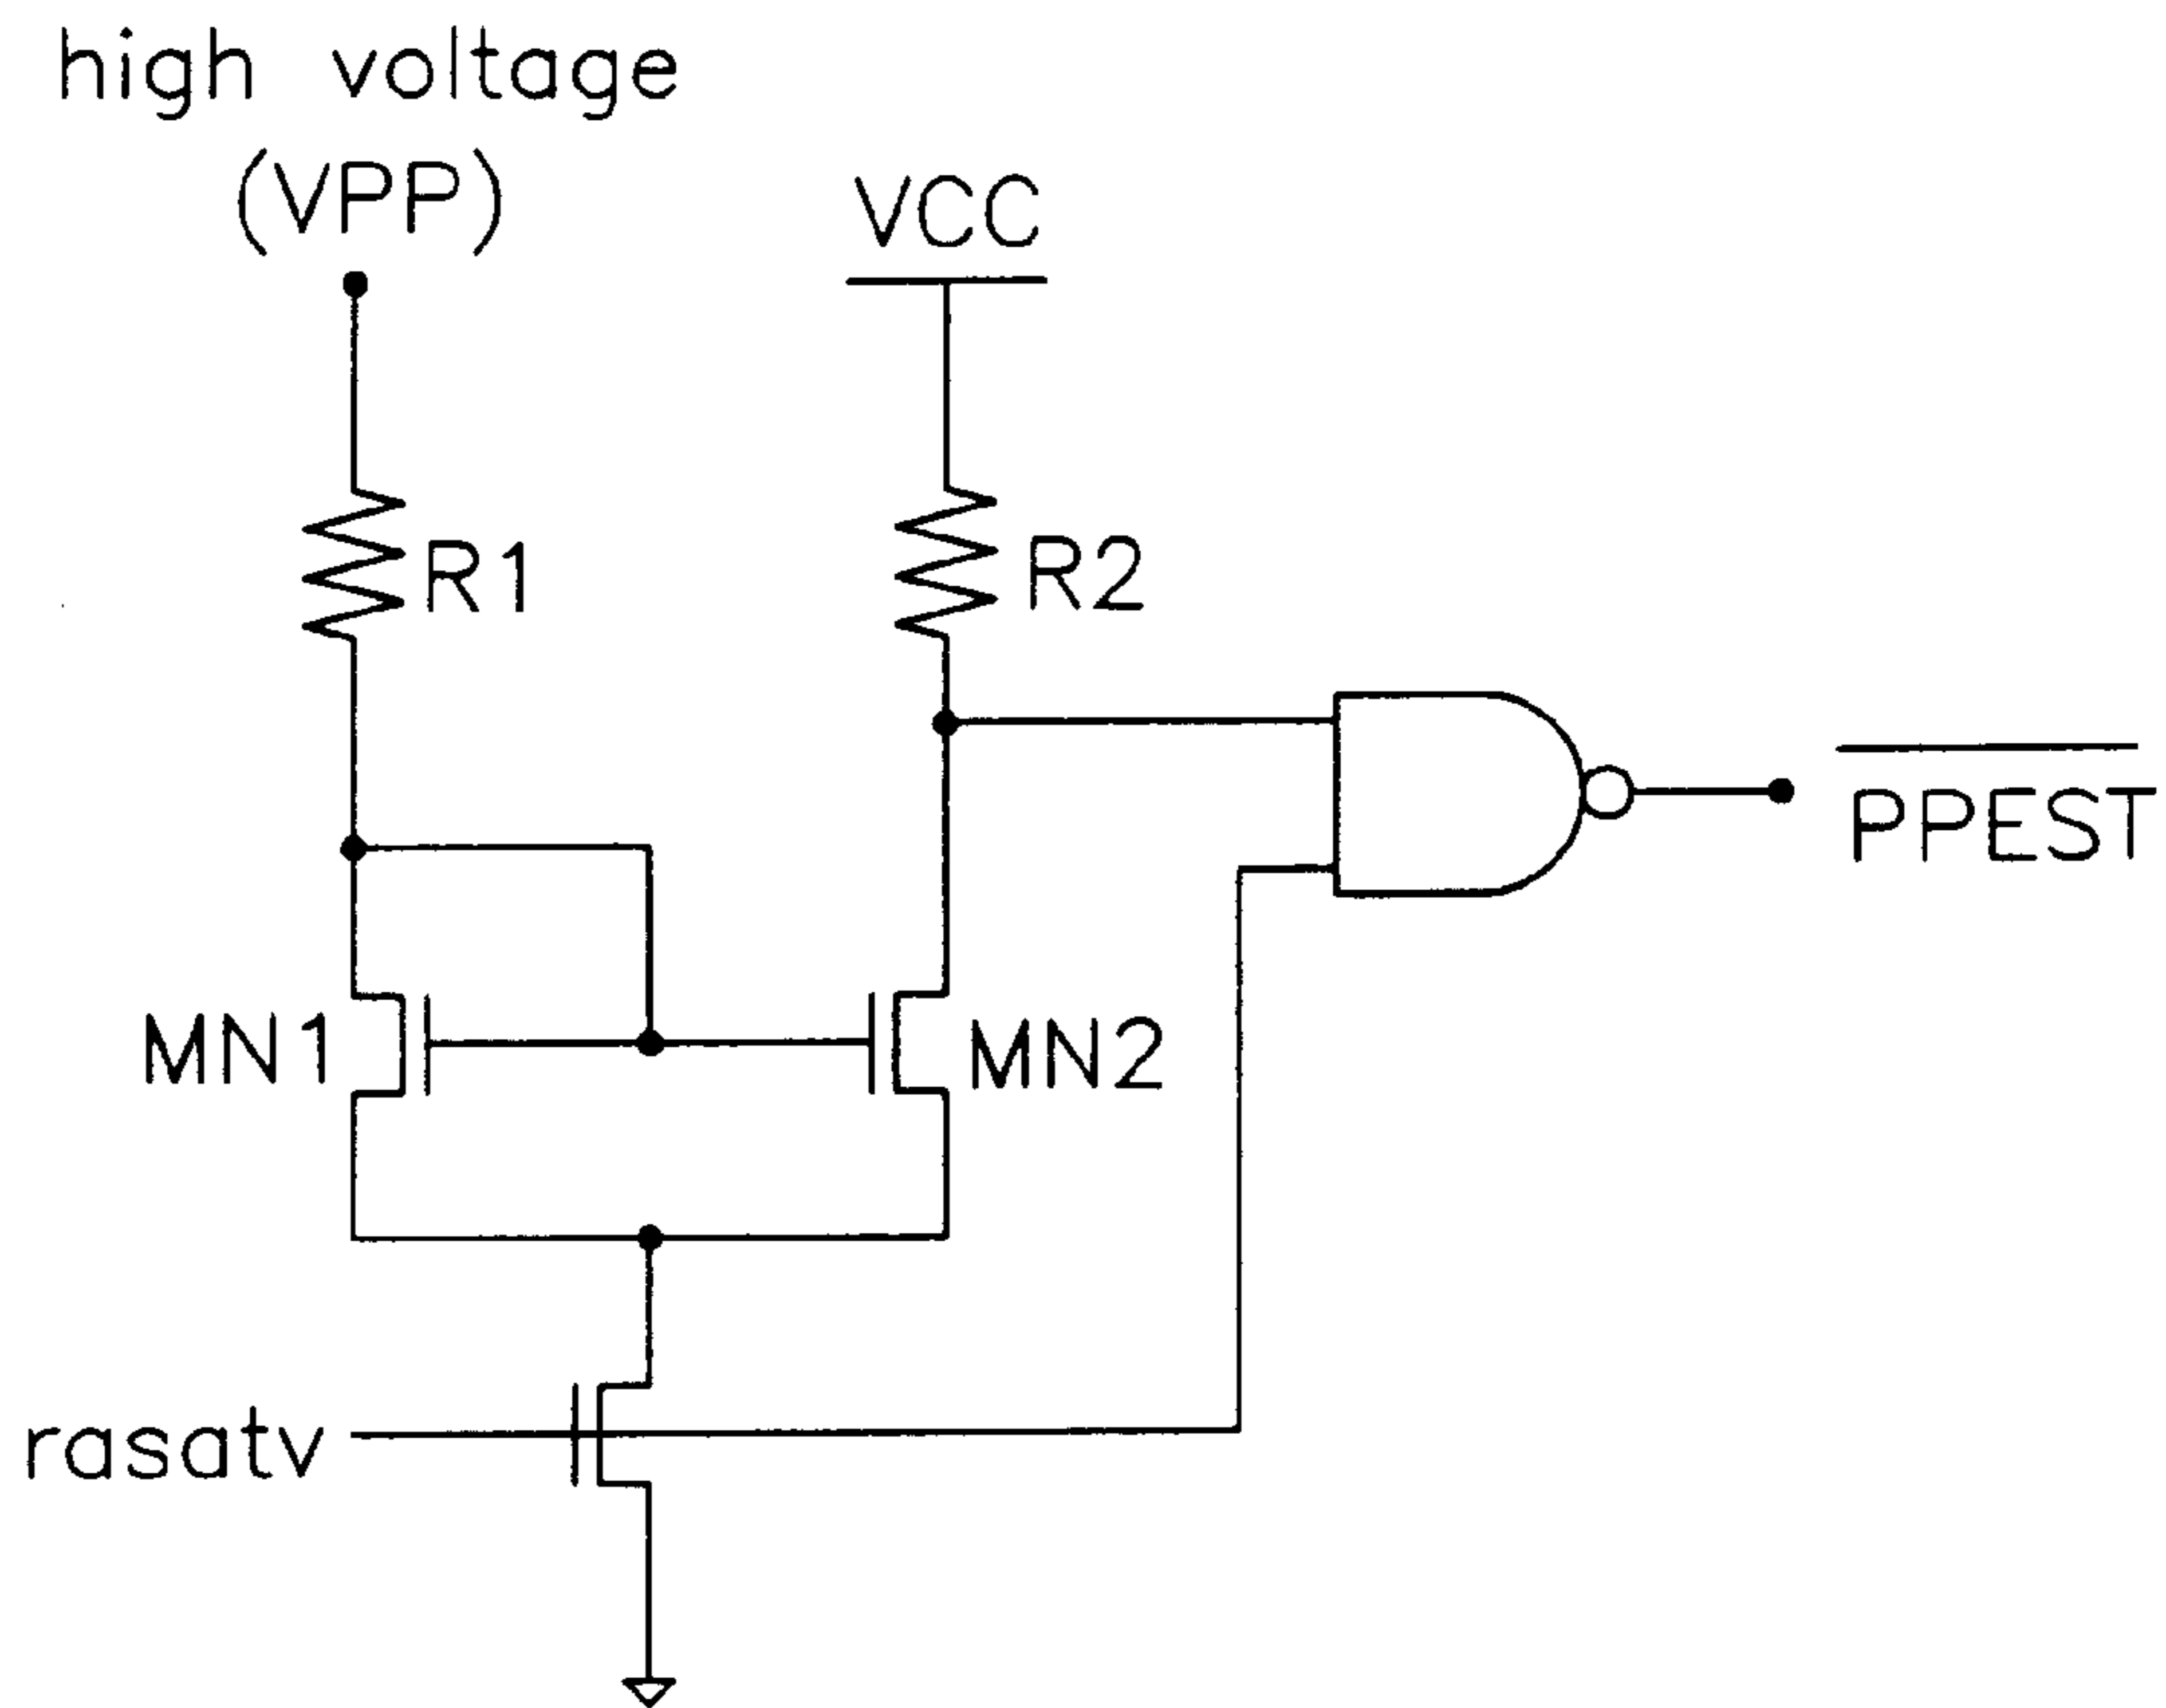 high voltage
(VPP)
VCC
R1
R2
PPEST
MN1
MN2
rasatv